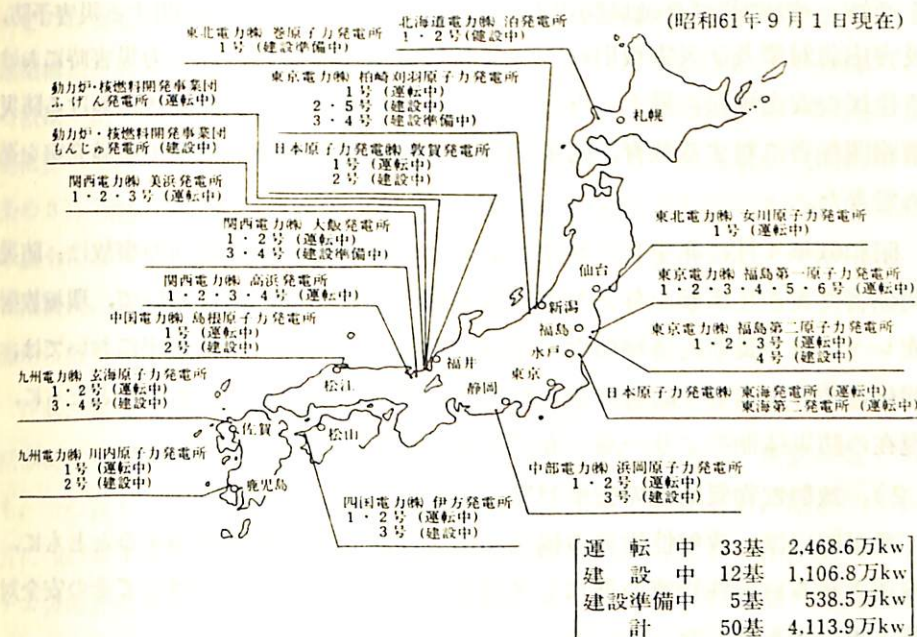 (昭和61年9月1日現在)
北海道電力㈱ 泊発電所
1・2号(建設中)
東北電力㈱ 巻原子力発電所
1号(建設準備中)
東京電力㈱ 柏崎刈羽原子力発電所
1号(運転中)
2・5号(建設中)
3・4号(建設準備中)
動力炉・核燃料開発事業団
ふげん発電所(運転中)
動力炉・核燃料開発事業団
もんじゅ発電所(建設中)
日本原子力発電㈱ 敦賀発電所
1号(運転中)
2号(建設中)
関西電力㈱ 美浜発電所
1・2・3号(運転中)
関西電力㈱ 大飯発電所
1・2号(運転中)
3・4号(建設準備中)
関西電力㈱ 高浜発電所
1・2・3・4号(運転中)
中国電力㈱ 島根原子力発電所
1号(運転中)
2号(建設中)
九州電力㈱ 玄海原子力発電所
1・2号(運転中)
3・4号(建設中)
九州電力㈱ 川内原子力発電所
1号(運転中)
2号(建設中)
四国電力㈱ 伊方発電所
1・2号(運転中)
3号(建設中)
中部電力㈱ 浜岡原子力発電所
1・2号(運転中)
3号(建設中)
東北電力㈱ 女川原子力発電所
1号(運転中)
東京電力㈱ 福島第一原子力発電所
1・2・3・4・5・6号(運転中)
東京電力㈱ 福島第二原子力発電所
1・2・3号(運転中)
4号(建設中)
日本原子力発電㈱ 東海発電所(運転中)
東海第二発電所(運転中)
札幌
仙台
新潟
福島
水戸
東京
静岡
福井
松江
松山
佐賀
鹿児島
運転中 33基 2,468.6万kw
建設中 12基 1,106.8万kw
建設準備中 5基 538.5万kw
計 50基 4,113.9万kw